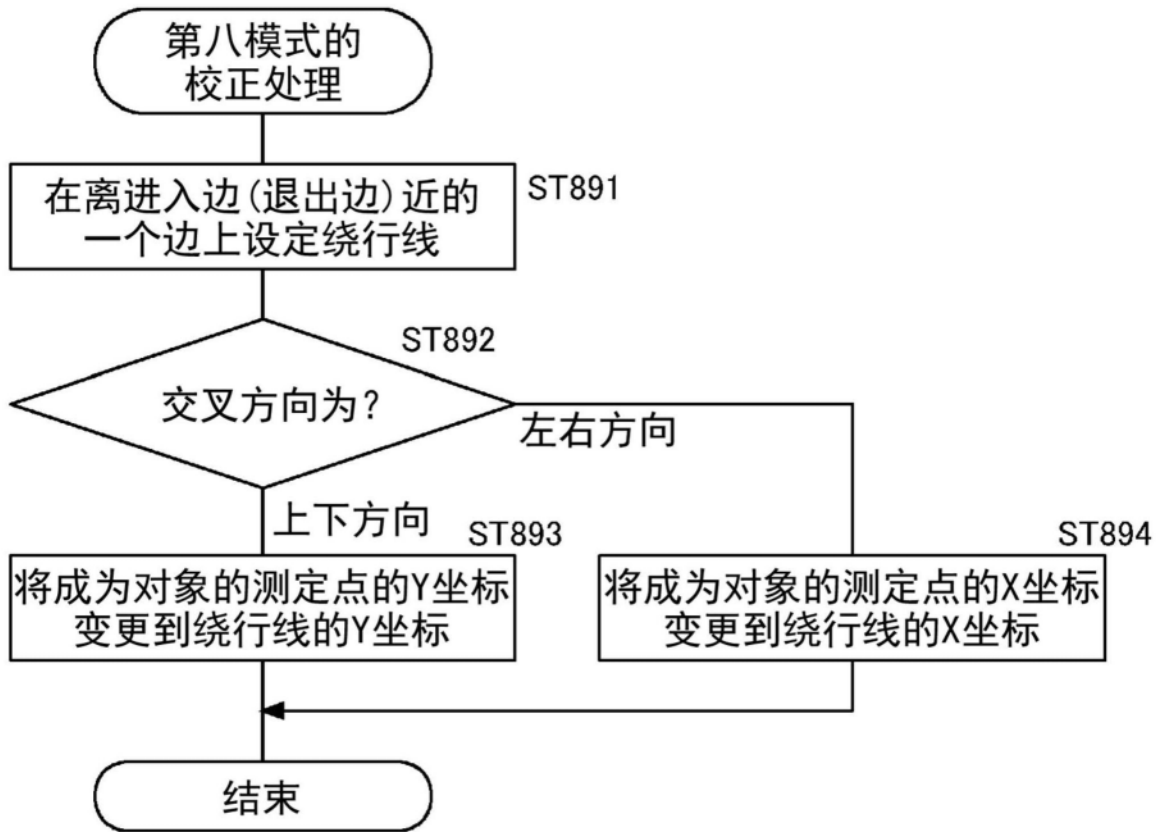 第八模式的
校正处理
在离进入边(退出边)近的
一个边上设定绕行线
ST891
ST892
交叉方向为?
左右方向
上下方向
ST893
将成为对象的测定点的Y坐标
变更到绕行线的Y坐标
ST894
将成为对象的测定点的X坐标
变更到绕行线的X坐标
结束